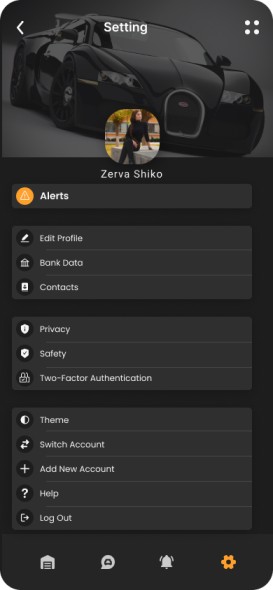 Setting
Zerva Shiko
Alerts
Edit Profile
Bank Data
Contacts
Privacy
Safety
Two-Factor Authentication
Theme
Switch Account
Add New Account
Help
Log Out